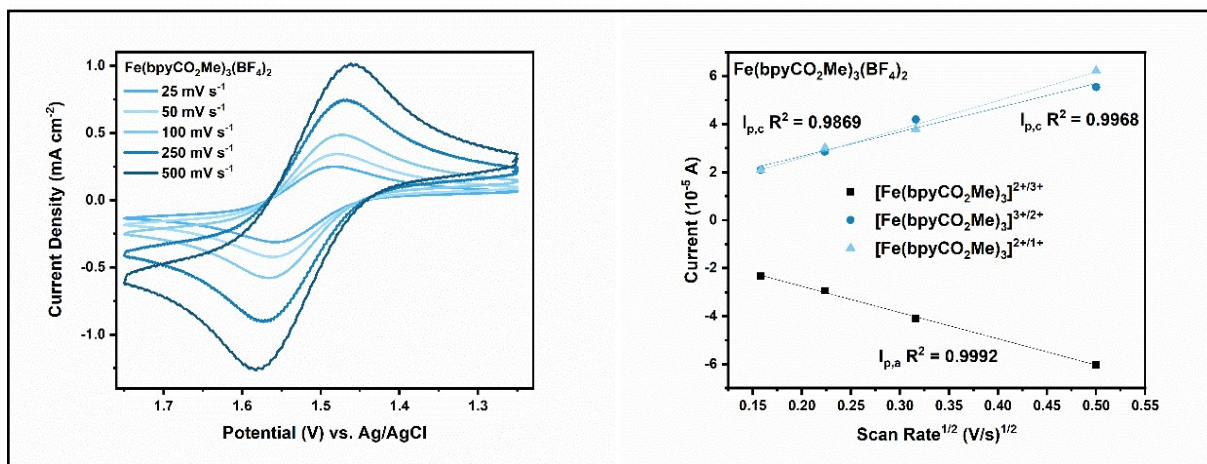 Fe(bpyCO₂Me)₃(BF₄)₂
25 mV s⁻¹
50 mV s⁻¹
100 mV s⁻¹
250 mV s⁻¹
500 mV s⁻¹
1.0
0.5
0.0
-0.5
-1.0
Current Density (mA cm⁻²)
1.7
1.6
1.5
1.4
1.3
Potential (V) vs. Ag/AgCl
Fe(bpyCO₂Me)₃(BF₄)₂
I_p,c R² = 0.9869
I_p,c R² = 0.9968
[Fe(bpyCO₂Me)₃]²⁺/³⁺
[Fe(bpyCO₂Me)₃]³⁺/²⁺
[Fe(bpyCO₂Me)₃]²⁺/¹⁺
I_p,a R² = 0.9992
6
4
2
0
-2
-4
-6
Current (10⁻⁵ A)
0.15
0.20
0.25
0.30
0.35
0.40
0.45
0.50
0.55
Scan Rate¹/² (V/s)¹/²